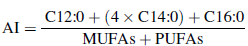 AI = C12:0 + (4 × C14:0) + C16:0 / MUFAs + PUFAs